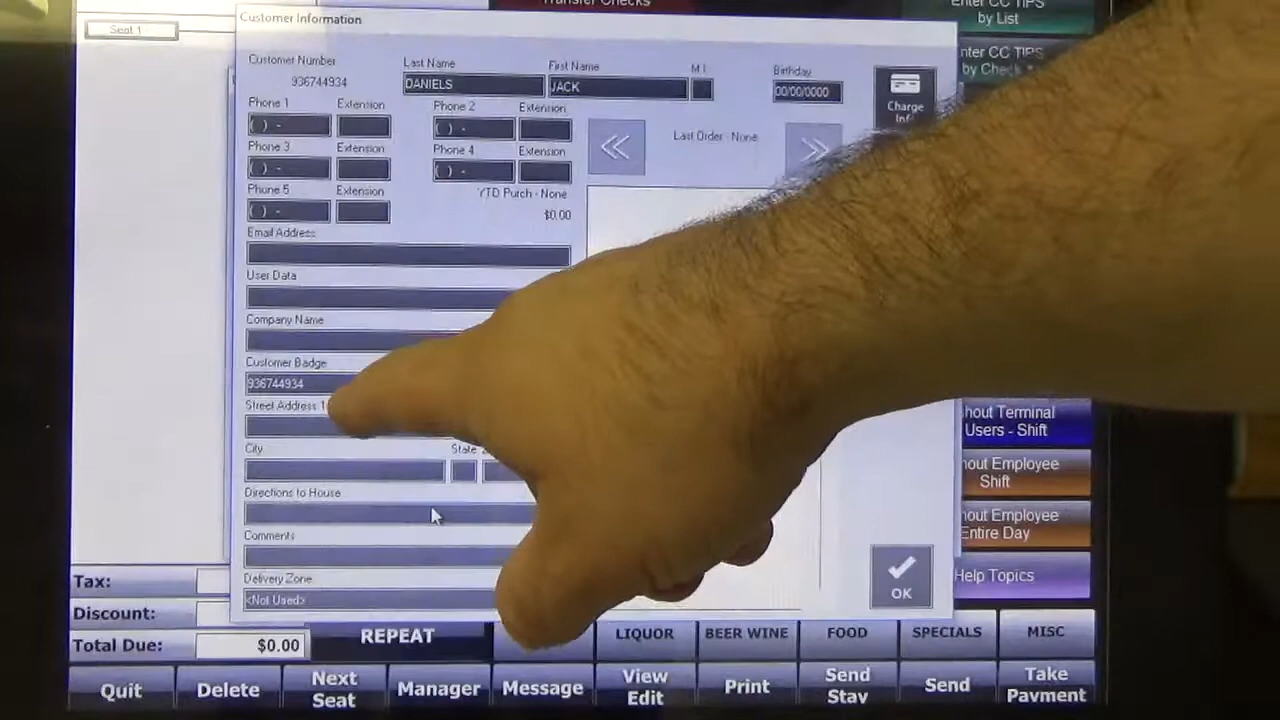 Transfer Checks
Enter CC TIPS
by List
Customer Information
Seat 1
Enter CC TIPS
by Check #
Customer Number
Last Name
First Name
M I
Birthday
936744934
DANIELS
JACK
00/00/0000
Charge
Phone 1
Extension
Phone 2
Extension
( ) -
( ) -
Last Order - None
Phone 3
Extension
Phone 4
Extension
( ) -
( ) -
Phone 5
Extension
YTD Purch - None
( ) -
$0.00
Email Address
User Data
Company Name
Customer Badge
936744934
Street Address 1
City
State
Directions to House
Comments
Delivery Zone
<Not Used>
OK
hout Terminal
Users - Shift
hout Employee
Shift
hout Employee
Entire Day
Help Topics
Tax:
Discount:
Total Due:
$0.00
REPEAT
LIQUOR
BEER WINE
FOOD
SPECIALS
MISC
Quit
Delete
Next
Seat
Manager
Message
View
Edit
Print
Send
Stay
Send
Take
Payment